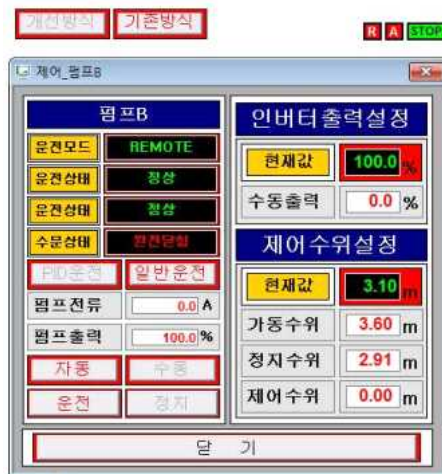 개선방식 기존방식
R A STOP
제어_펌프B
펌프B
운전모드 REMOTE
운전상태 정상
운전상태 정상
수문상태 완전닫힘
PID운전 일반운전
펌프전류 0.0 A
펌프출력 100.0 %
자동 수동
운전 정지
인버터출력설정
현재값 100.0 %
수동출력 0.0 %
제어수위설정
현재값 3.10 m
가동수위 3.60 m
정지수위 2.91 m
제어수위 0.00 m
닫 기